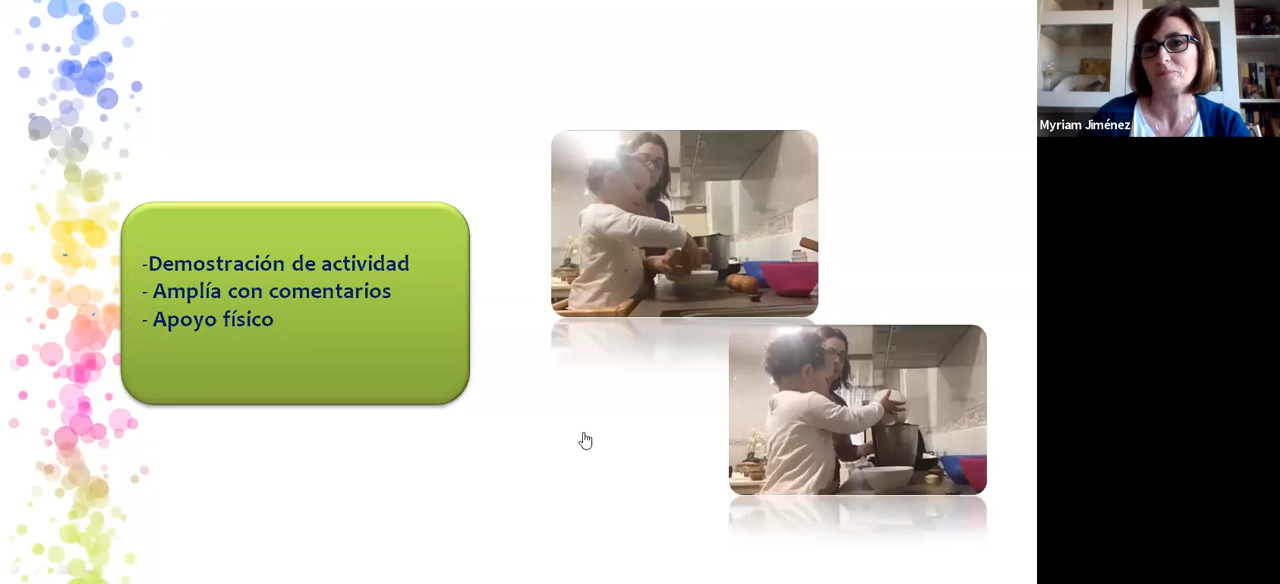 -Demostración de actividad
- Amplía con comentarios
- Apoyo físico
Myriam Jiménez